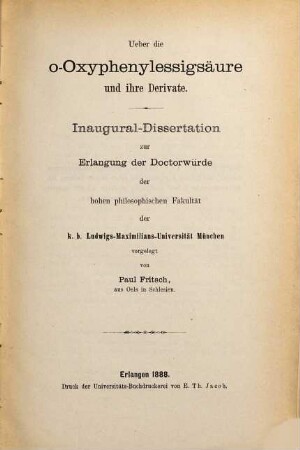 Ueber die
o-Oxyphenylessigsäure
und ihre Derivate.
Inaugural-Dissertation
zur
Erlangung der Doctorwürde
der
hohen philosophischen Fakultät
der
k. b. Ludwigs-Maximilians-Universität München
vorgelegt
von
Paul Fritsch,
aus Oels in Schlesien.
Erlangen 1888.
Druck der Universitäts-Buchdruckerei von E. Th. Jacob.